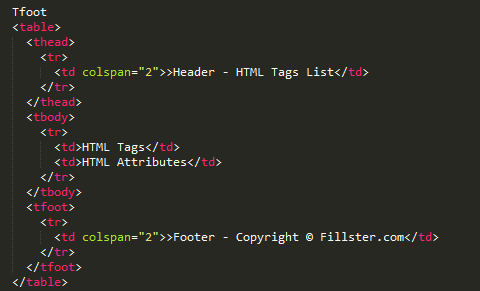 Tfoot
<table>
<thead>
<tr>
<td colspan="2">>Header - HTML Tags List</td>
</tr>
</thead>
<tbody>
<tr>
<td>HTML Tags</td>
<td>HTML Attributes</td>
</tr>
</tbody>
<tfoot>
<tr>
<td colspan="2">>Footer - Copyright © Fillster.com</td>
</tr>
</tfoot>
</table>